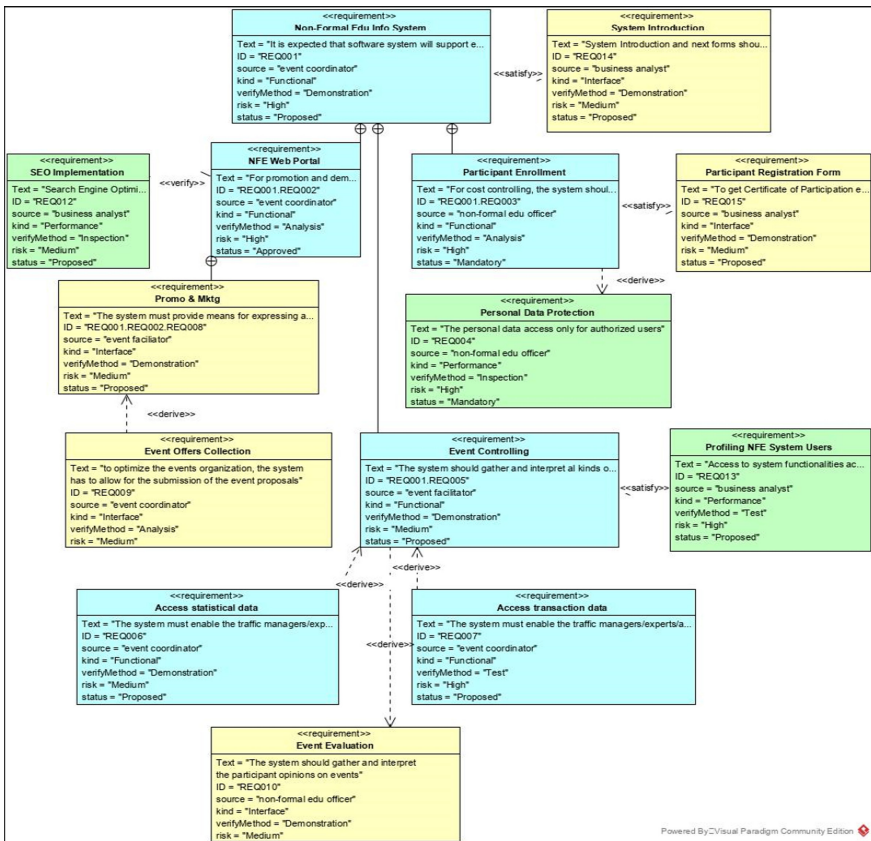 <<requirement>>
Non-Formal Edu Info System
Text = "It is expected that software system will support e...
ID = "REQ001"
source = "event coordinator"
kind = "Functional"
verifyMethod = "Demonstration"
risk = "High"
status = "Proposed"
<<satisfy>>
<<requirement>>
System Introduction
Text = "System Introduction and next forms shou...
ID = "REQ014"
source = "business analyst"
kind = "Interface"
verifyMethod = "Demonstration"
risk = "Medium"
status = "Proposed"
<<requirement>>
SEO Implementation
Text = "Search Engine Optimi...
ID = "REQ012"
source = "business analyst"
kind = "Performance"
verifyMethod = "Inspection"
risk = "Medium"
status = "Proposed"
<<verify>>
<<requirement>>
NFE Web Portal
Text = "For promotion and dem...
ID = "REQ001.REQ002"
source = "event coordinator"
kind = "Functional"
verifyMethod = "Analysis"
risk = "High"
status = "Approved"
<<requirement>>
Participant Enrollment
Text = "For cost controlling, the system shoul...
ID = "REQ001.REQ003"
source = "non-formal edu officer"
kind = "Functional"
verifyMethod = "Analysis"
risk = "High"
status = "Mandatory"
<<satisfy>>
<<requirement>>
Participant Registration Form
Text = "To get Certificate of Participation e...
ID = "REQ015"
source = "business analyst"
kind = "Interface"
verifyMethod = "Demonstration"
risk = "Medium"
status = "Proposed"
<<derive>>
<<requirement>>
Promo & Mktg
Text = "The system must provide means for expressing a...
ID = "REQ001.REQ002.REQ008"
source = "event faciliator"
kind = "Interface"
verifyMethod = "Demonstration"
risk = "Medium"
status = "Proposed"
<<requirement>>
Personal Data Protection
Text = "The personal data access only for authorized users"
ID = "REQ004"
source = "non-formal edu officer"
kind = "Performance"
verifyMethod = "Inspection"
risk = "High"
status = "Mandatory"
<<derive>>
<<requirement>>
Event Offers Collection
Text = "to optimize the events organization, the system
has to allow for the submission of the event proposals"
ID = "REQ009"
source = "event coordinator"
kind = "Interface"
verifyMethod = "Analysis"
risk = "Medium"
<<requirement>>
Event Controlling
Text = "The system should gather and interpret al kinds o...
ID = "REQ001.REQ005"
source = "event facilitator"
kind = "Functional"
verifyMethod = "Demonstration"
risk = "Medium"
status = "Proposed"
<<satisfy>>
<<requirement>>
Profiling NFE System Users
Text = "Access to system functionalities ac...
ID = "REQ013"
source = "business analyst"
kind = "Performance"
verifyMethod = "Test"
risk = "High"
status = "Proposed"
<<derive>>
<<derive>>
<<requirement>>
Access statistical data
Text = "The system must enable the traffic managers/exp...
ID = "REQ006"
source = "event coordinator"
kind = "Functional"
verifyMethod = "Demonstration"
risk = "Medium"
status = "Proposed"
<<derive>>
<<requirement>>
Access transaction data
Text = "The system must enable the traffic managers/experts/a...
ID = "REQ007"
source = "event coordinator"
kind = "Functional"
verifyMethod = "Test"
risk = "High"
status = "Proposed"
<<requirement>>
Event Evaluation
Text = "The system should gather and interpret
the participant opinions on events"
ID = "REQ010"
source = "non-formal edu officer"
kind = "Interface"
verifyMethod = "Demonstration"
risk = "Medium"
Powered By Visual Paradigm Community Edition